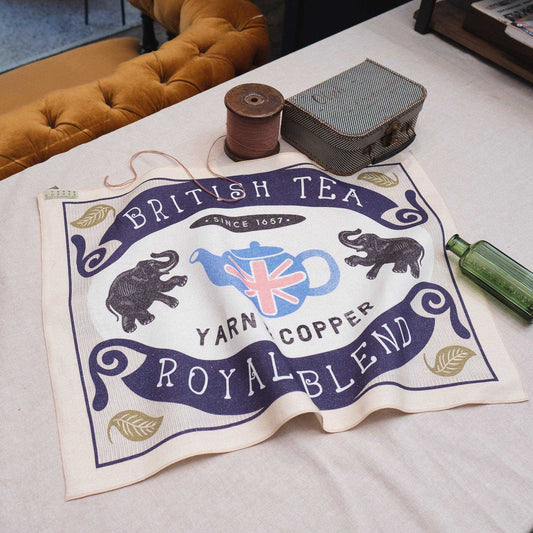 BRITISH TEA
• SINCE 1657 •
YARN & COPPER
ROYAL BLEND